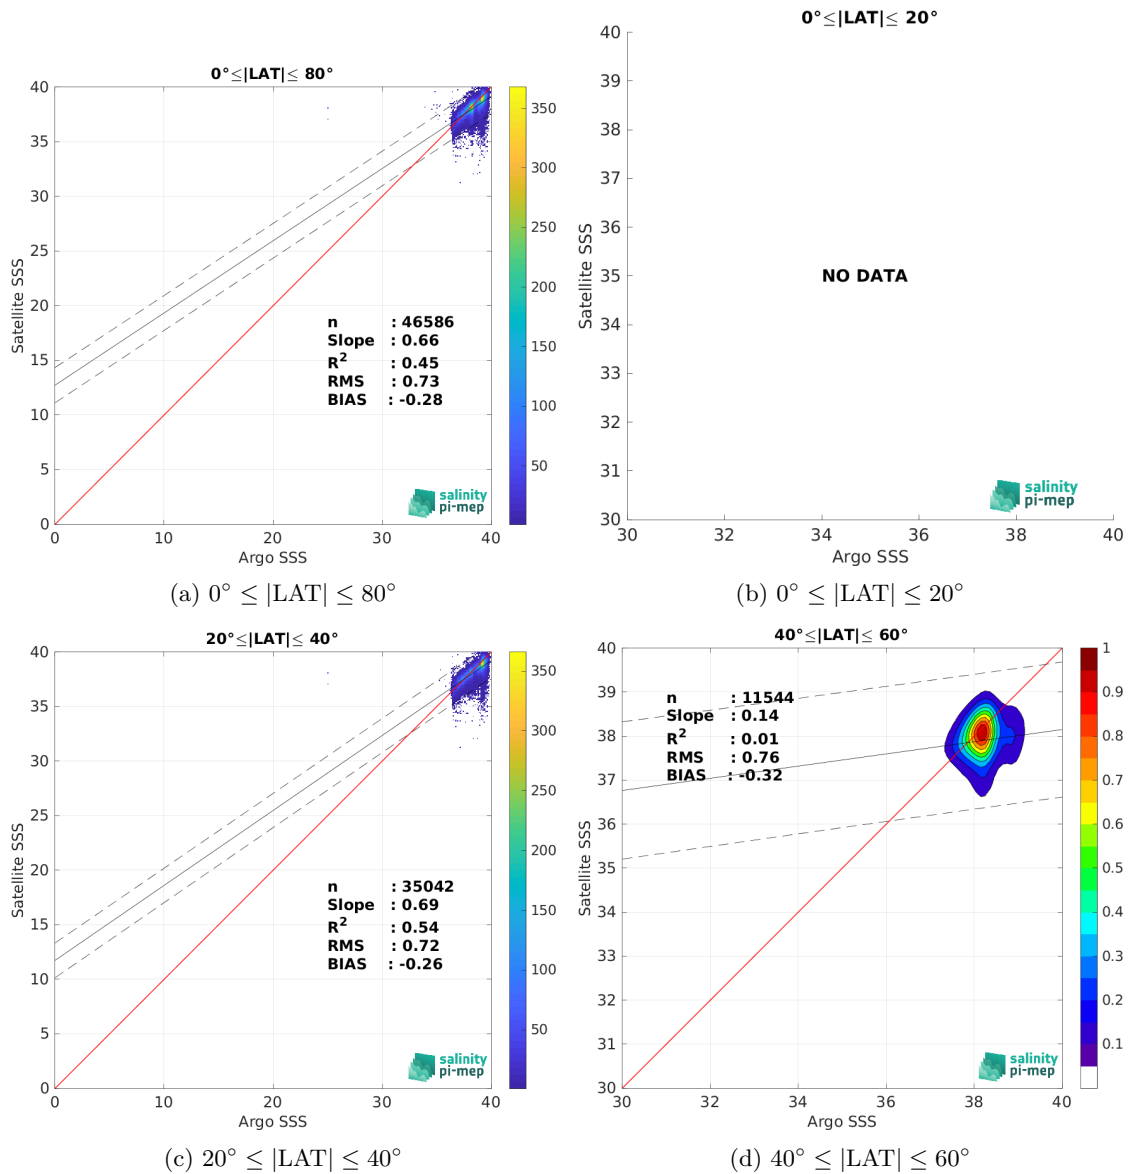 0°≤|LAT|≤ 80°
40
35
30
25
20
15
10
5
0
Satellite SSS
n : 46586
Slope : 0.66
R2 : 0.45
RMS : 0.73
BIAS : -0.28
salinity
pi-mep
0 10 20 30 40
Argo SSS
350
300
250
200
150
100
50
(a) 0° ≤ |LAT| ≤ 80°
0°≤|LAT|≤ 20°
40
39
38
37
36
35
34
33
32
31
30
Satellite SSS
NO DATA
salinity
pi-mep
30 32 34 36 38 40
Argo SSS
(b) 0° ≤ |LAT| ≤ 20°
20°≤|LAT|≤ 40°
40
35
30
25
20
15
10
5
0
Satellite SSS
n : 35042
Slope : 0.69
R2 : 0.54
RMS : 0.72
BIAS : -0.26
salinity
pi-mep
0 10 20 30 40
Argo SSS
350
300
250
200
150
100
50
(c) 20° ≤ |LAT| ≤ 40°
40°≤|LAT|≤ 60°
40
39
38
37
36
35
34
33
32
31
30
Satellite SSS
n : 11544
Slope : 0.14
R2 : 0.01
RMS : 0.76
BIAS : -0.32
salinity
pi-mep
30 32 34 36 38 40
Argo SSS
1
0.9
0.8
0.7
0.6
0.5
0.4
0.3
0.2
0.1
(d) 40° ≤ |LAT| ≤ 60°